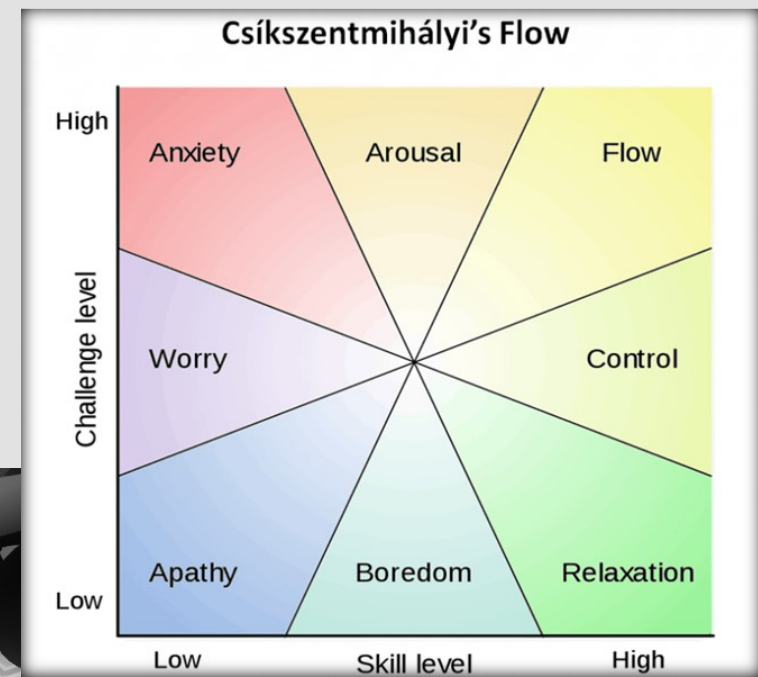 Csíkszentmihályi's Flow
High
Anxiety Arousal Flow
Challenge level
Worry Control
Apathy Boredom Relaxation
Low
Low Skill level High